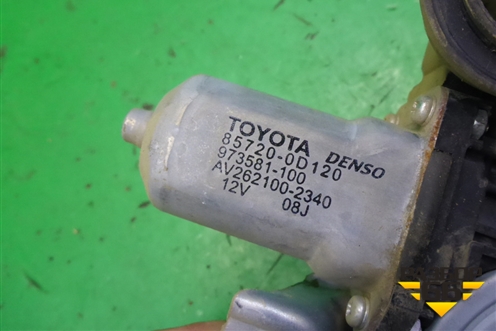 TOYOTA DENSO
85720-0D120
973581-100
AV262100-2340
12V 08J